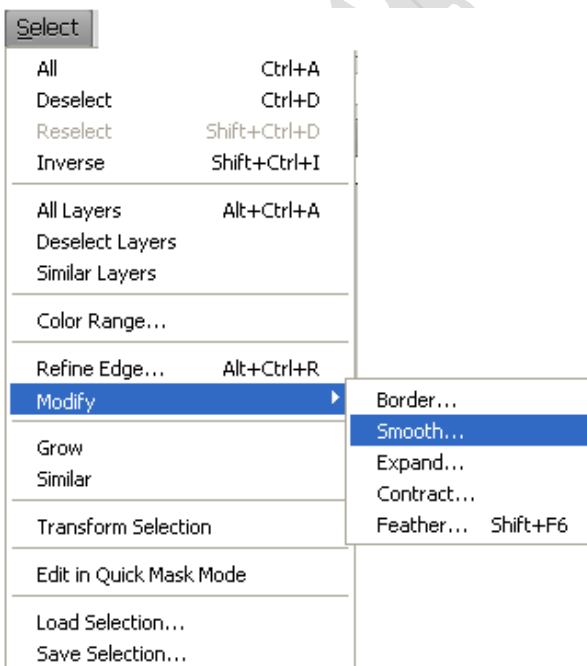 Select
All Ctrl+A
Deselect Ctrl+D
Reselect Shift+Ctrl+D
Inverse Shift+Ctrl+I
All Layers Alt+Ctrl+A
Deselect Layers
Similar Layers
Color Range...
Refine Edge... Alt+Ctrl+R
Modify
Border...
Smooth...
Expand...
Contract...
Feather... Shift+F6
Grow
Similar
Transform Selection
Edit in Quick Mask Mode
Load Selection...
Save Selection...